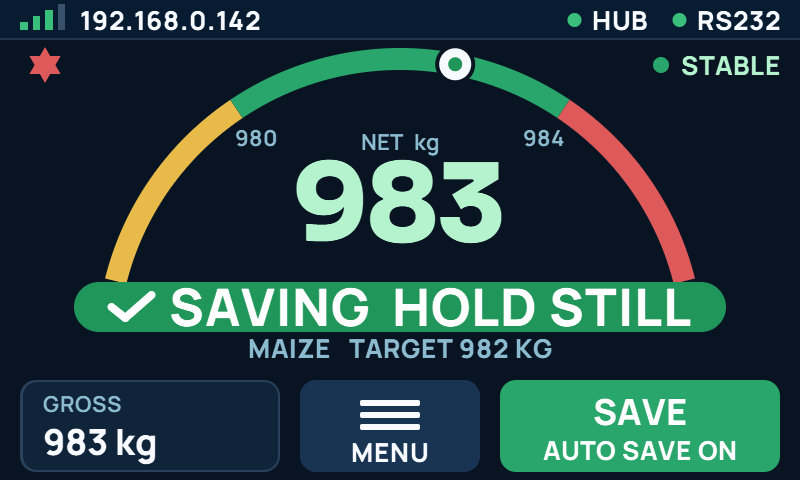 192.168.0.142 HUB RS232
STABLE
980 984
NET kg
983
SAVING HOLD STILL
MAIZE TARGET 982 KG
GROSS
983 kg
MENU
SAVE
AUTO SAVE ON